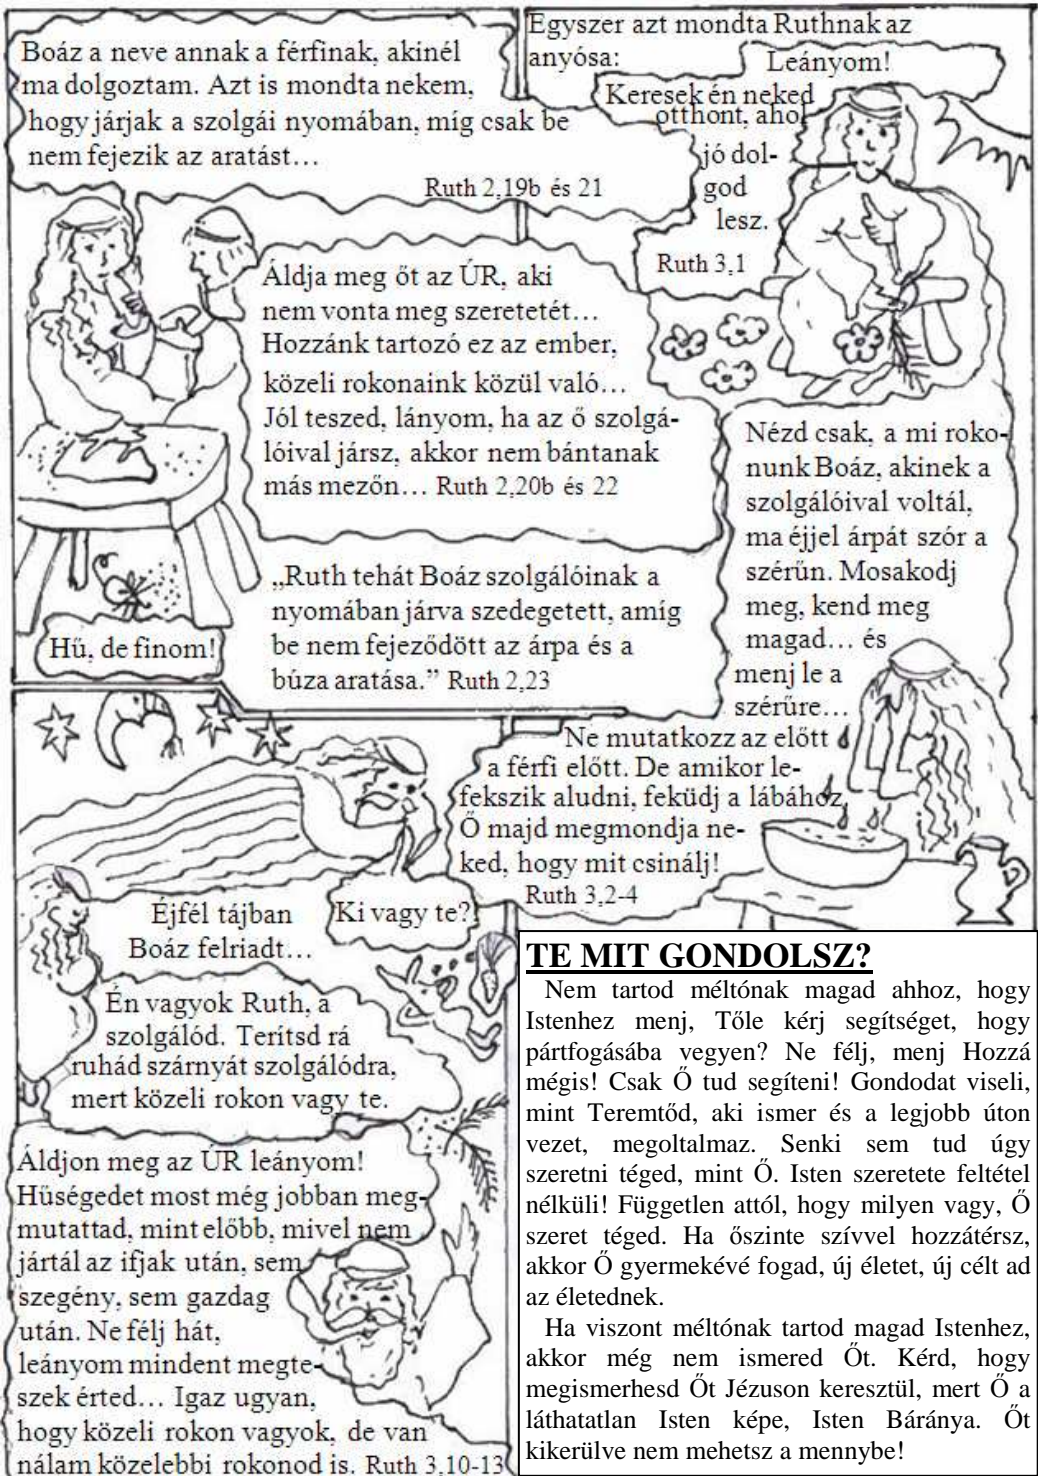 Boáz a neve annak a férfinak, akinél
ma dolgoztam. Azt is mondta nekem,
hogy járjak a szolgái nyomában, míg csak be
nem fejezik az aratást…
Ruth 2,19b és 21
Áldja meg őt az ÚR, aki
nem vonta meg szeretetét…
Hozzánk tartozó ez az ember,
közeli rokonaink közül való…
Jól teszed, lányom, ha az ő szolgá-
lóival jársz, akkor nem bántanak
más mezőn… Ruth 2,20b és 22
„Ruth tehát Boáz szolgálóinak a
nyomában járva szedegetett, amíg
be nem fejeződött az árpa és a
búza aratása.” Ruth 2,23
Hű, de finom!
Egyszer azt mondta Ruthnak az
anyósa:
Leányom!
Keresek én neked
otthont, ahol
jó dol-
god
lesz.
Ruth 3,1
Nézd csak, a mi roko-
nunk Boáz, akinek a
szolgálóival voltál,
ma éjjel árpát szór a
szérűn. Mosakodj
meg, kend meg
magad… és
menj le a
szérűre…
Ne mutatkozz az előtt
a férfi előtt. De amikor le-
fekszik aludni, feküdj a lábához,
Ő majd megmondja ne-
ked, hogy mit csinálj!
Ruth 3,2-4
Éjfél tájban
Boáz felriadt…
Ki vagy te?
Én vagyok Ruth, a
szolgálód. Terítsd rá
ruhád szárnyát szolgálódra,
mert közeli rokon vagy te.
Áldjon meg az ÚR leányom!
Hűségedet most még jobban meg-
mutattad, mint előbb, mivel nem
jártál az ifjak után, sem
szegény, sem gazdag
után. Ne félj hát,
leányom mindent megte-
szek érted… Igaz ugyan,
hogy közeli rokon vagyok, de van
nálam közelebbi rokonod is. Ruth 3,10-13
TE MIT GONDOLSZ?
Nem tartod méltónak magad ahhoz, hogy
Istenhez menj, Tőle kérj segítséget, hogy
pártfogásába vegyen? Ne félj, menj Hozzá
mégis! Csak Ő tud segíteni! Gondodat viseli,
mint Teremtőd, aki ismer és a legjobb úton
vezet, megoltalmaz. Senki sem tud úgy
szeretni téged, mint Ő. Isten szeretete feltétel
nélküli! Független attól, hogy milyen vagy, Ő
szeret téged. Ha őszinte szívvel hozzátérsz,
akkor Ő gyermekévé fogad, új életet, új célt ad
az életednek.
Ha viszont méltónak tartod magad Istenhez,
akkor még nem ismered Őt. Kérd, hogy
megismerhesd Őt Jézuson keresztül, mert Ő a
láthatatlan Isten képe, Isten Báránya. Őt
kikerülve nem mehetsz a mennybe!